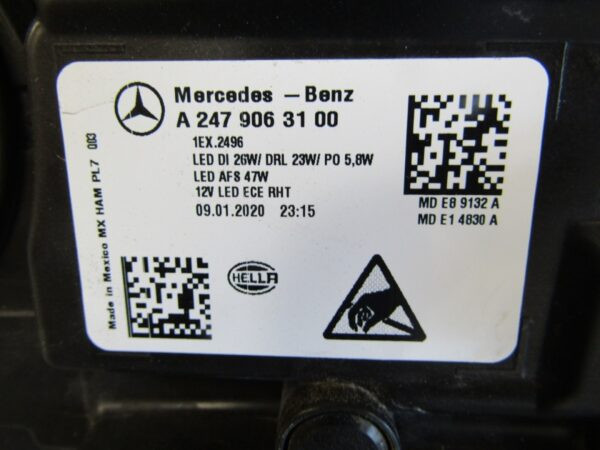 Mercedes – Benz
A 247 906 31 00
1EX.2496
LED DI 26W/ DRL 23W/ PO 5,8W
LED AFS 47W
12V LED ECE RHT
09.01.2020 23:15
MD E8 9132 A
MD E1 4830 A
HELLA
Made in Mexico MX HAM PL7 003